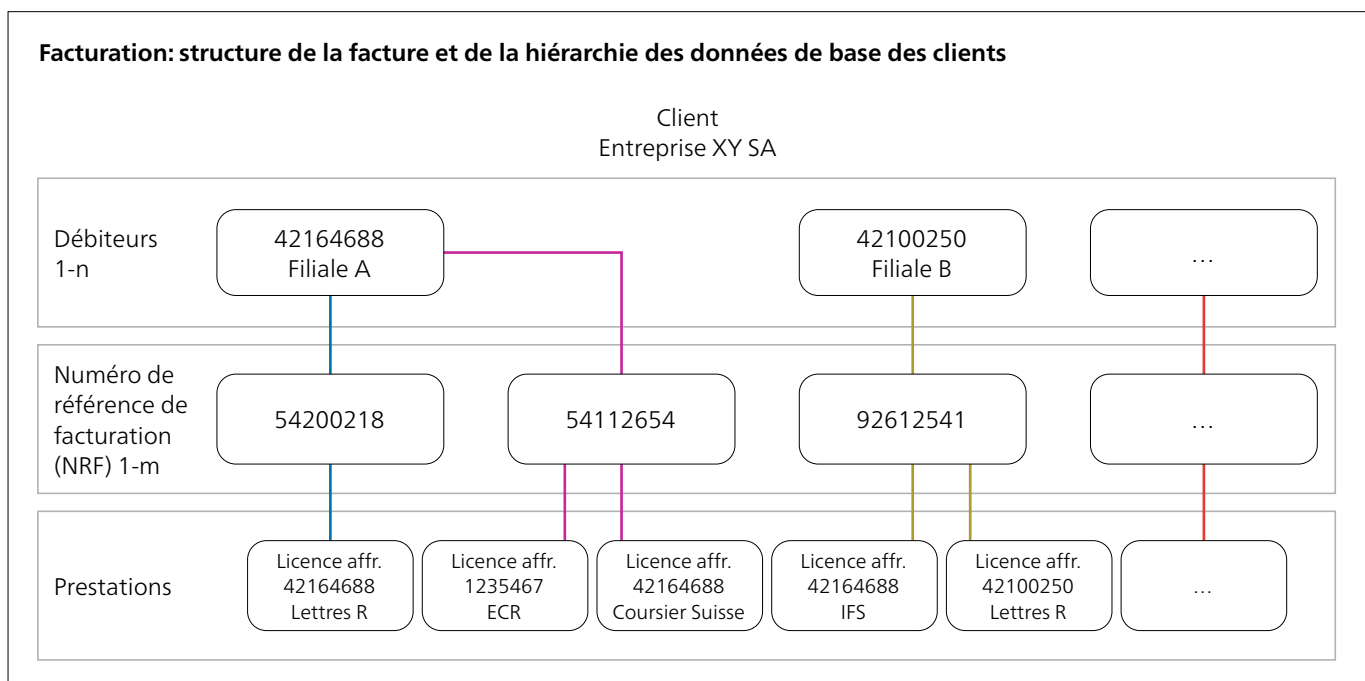 Facturation: structure de la facture et de la hiérarchie des données de base des clients
Client
Entreprise XY SA
Débiteurs
1-n
42164688
Filiale A
42100250
Filiale B
...
Numéro de
référence de
facturation
(NRF) 1-m
54200218
54112654
92612541
...
Prestations
Licence affr.
42164688
Lettres R
Licence affr.
1235467
ECR
Licence affr.
42164688
Coursier Suisse
Licence affr.
42164688
IFS
Licence affr.
42100250
Lettres R
...